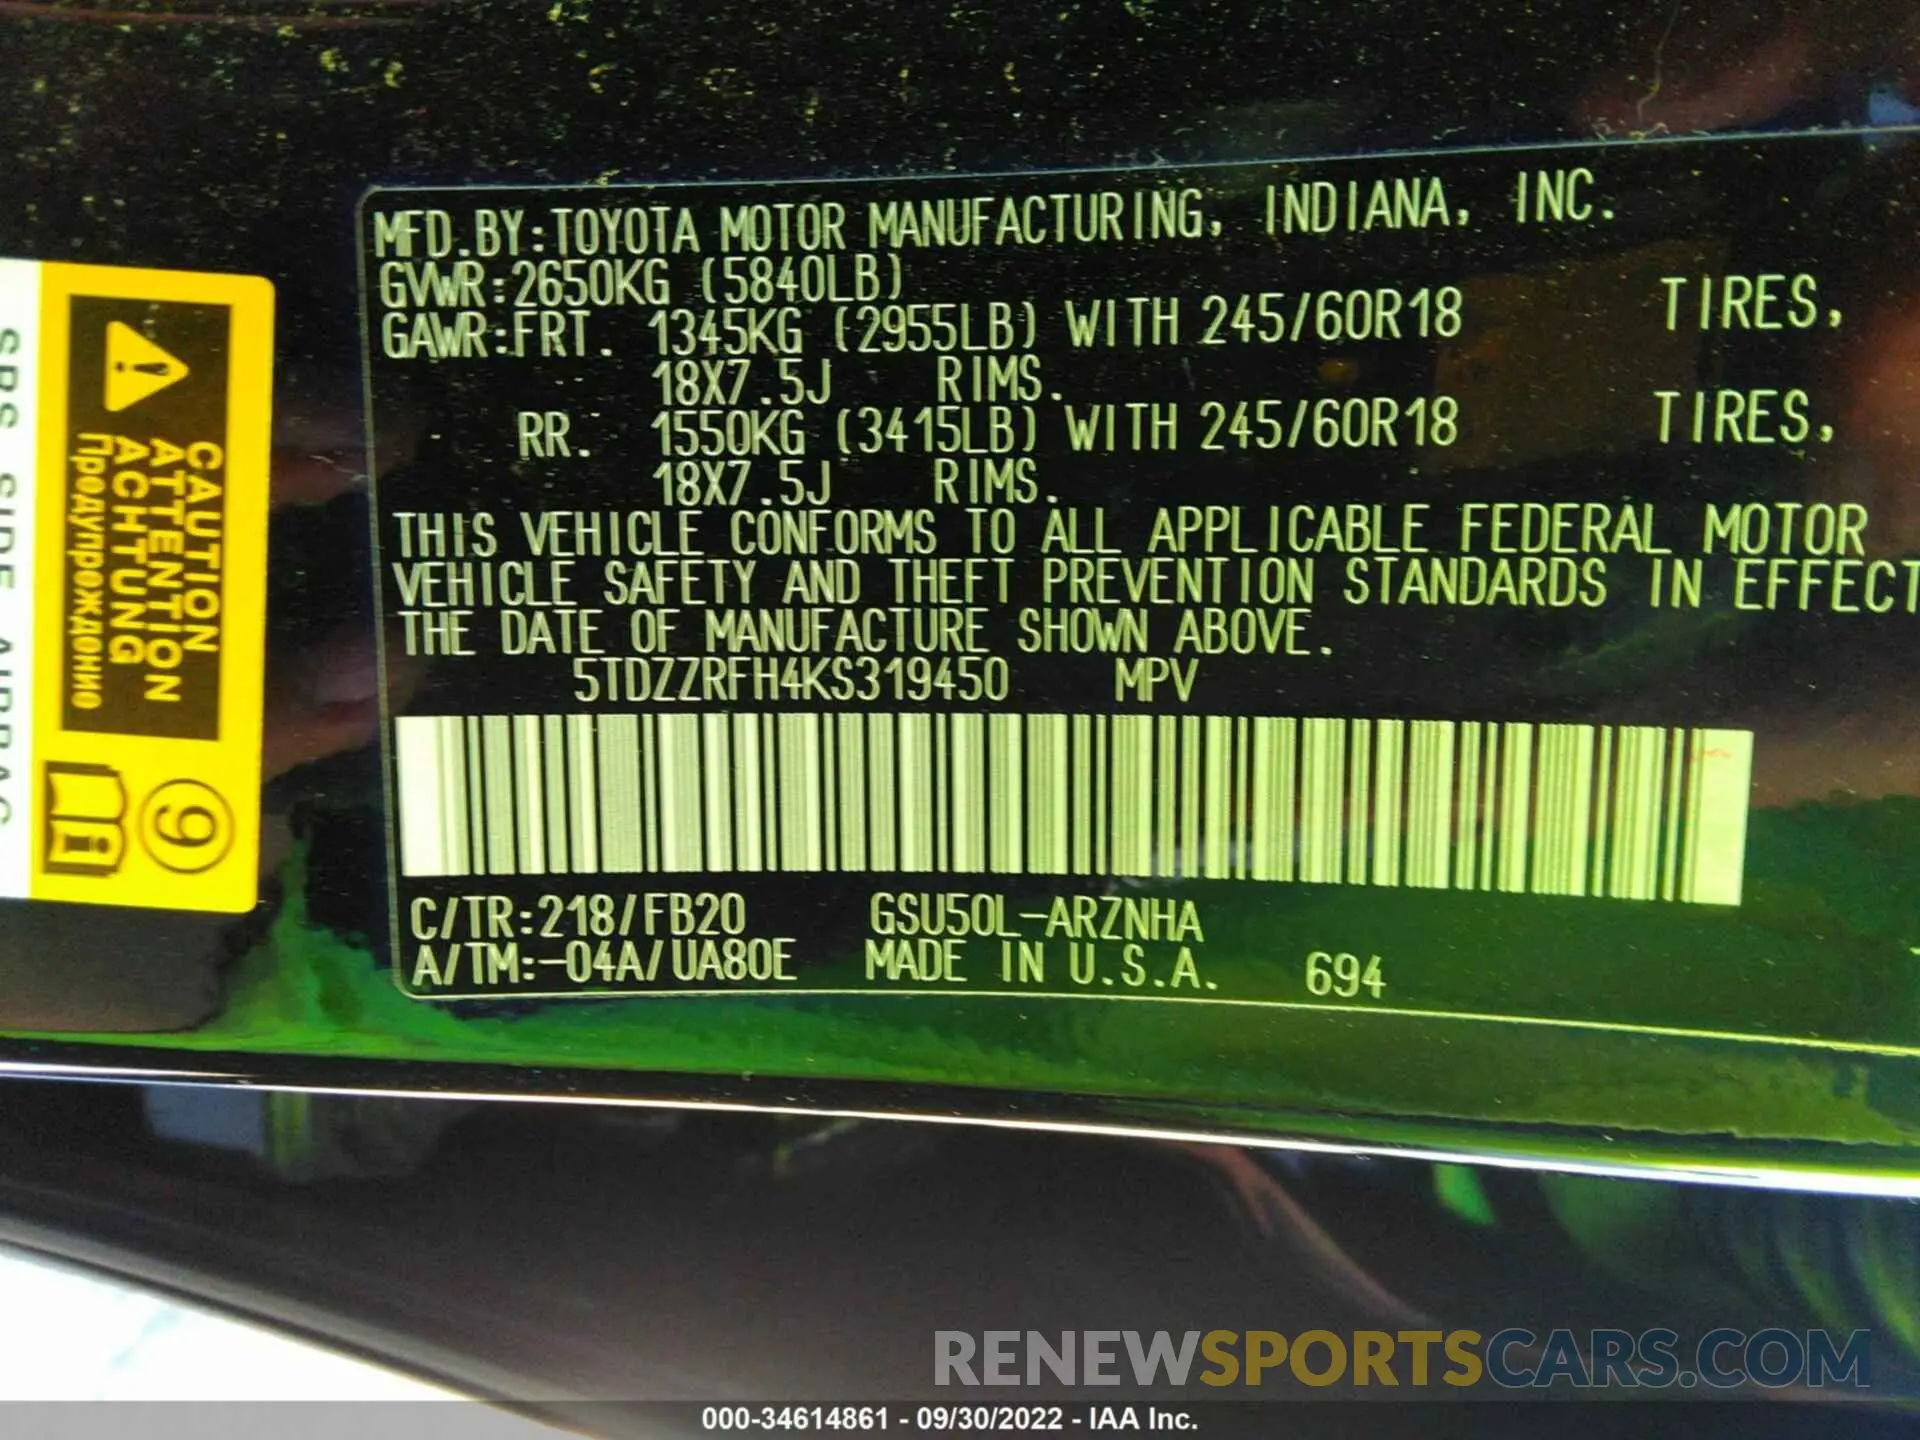 MFD.BY:TOYOTA MOTOR MANUFACTURING, INDIANA, INC.
GVWR:2650KG (5840LB)
GAWR:FRT. 1345KG (2955LB) WITH 245/60R18 TIRES,
18X7.5J RIMS.
RR. 1550KG (3415LB) WITH 245/60R18 TIRES,
18X7.5J RIMS.
THIS VEHICLE CONFORMS TO ALL APPLICABLE FEDERAL MOTOR
VEHICLE SAFETY AND THEFT PREVENTION STANDARDS IN EFFECT
THE DATE OF MANUFACTURE SHOWN ABOVE.
5TDZZRFH4KS319450 MPV
C/TR:218/FB20 GSU50L-ARZNHA
A/TM:-04A/UA80E MADE IN U.S.A. 694
CAUTION
ATTENTION
ACHTUNG
9
SRS SIDE AIRBAG
RENEWSPORTSCARS.COM
000-34614861 - 09/30/2022 - IAA Inc.